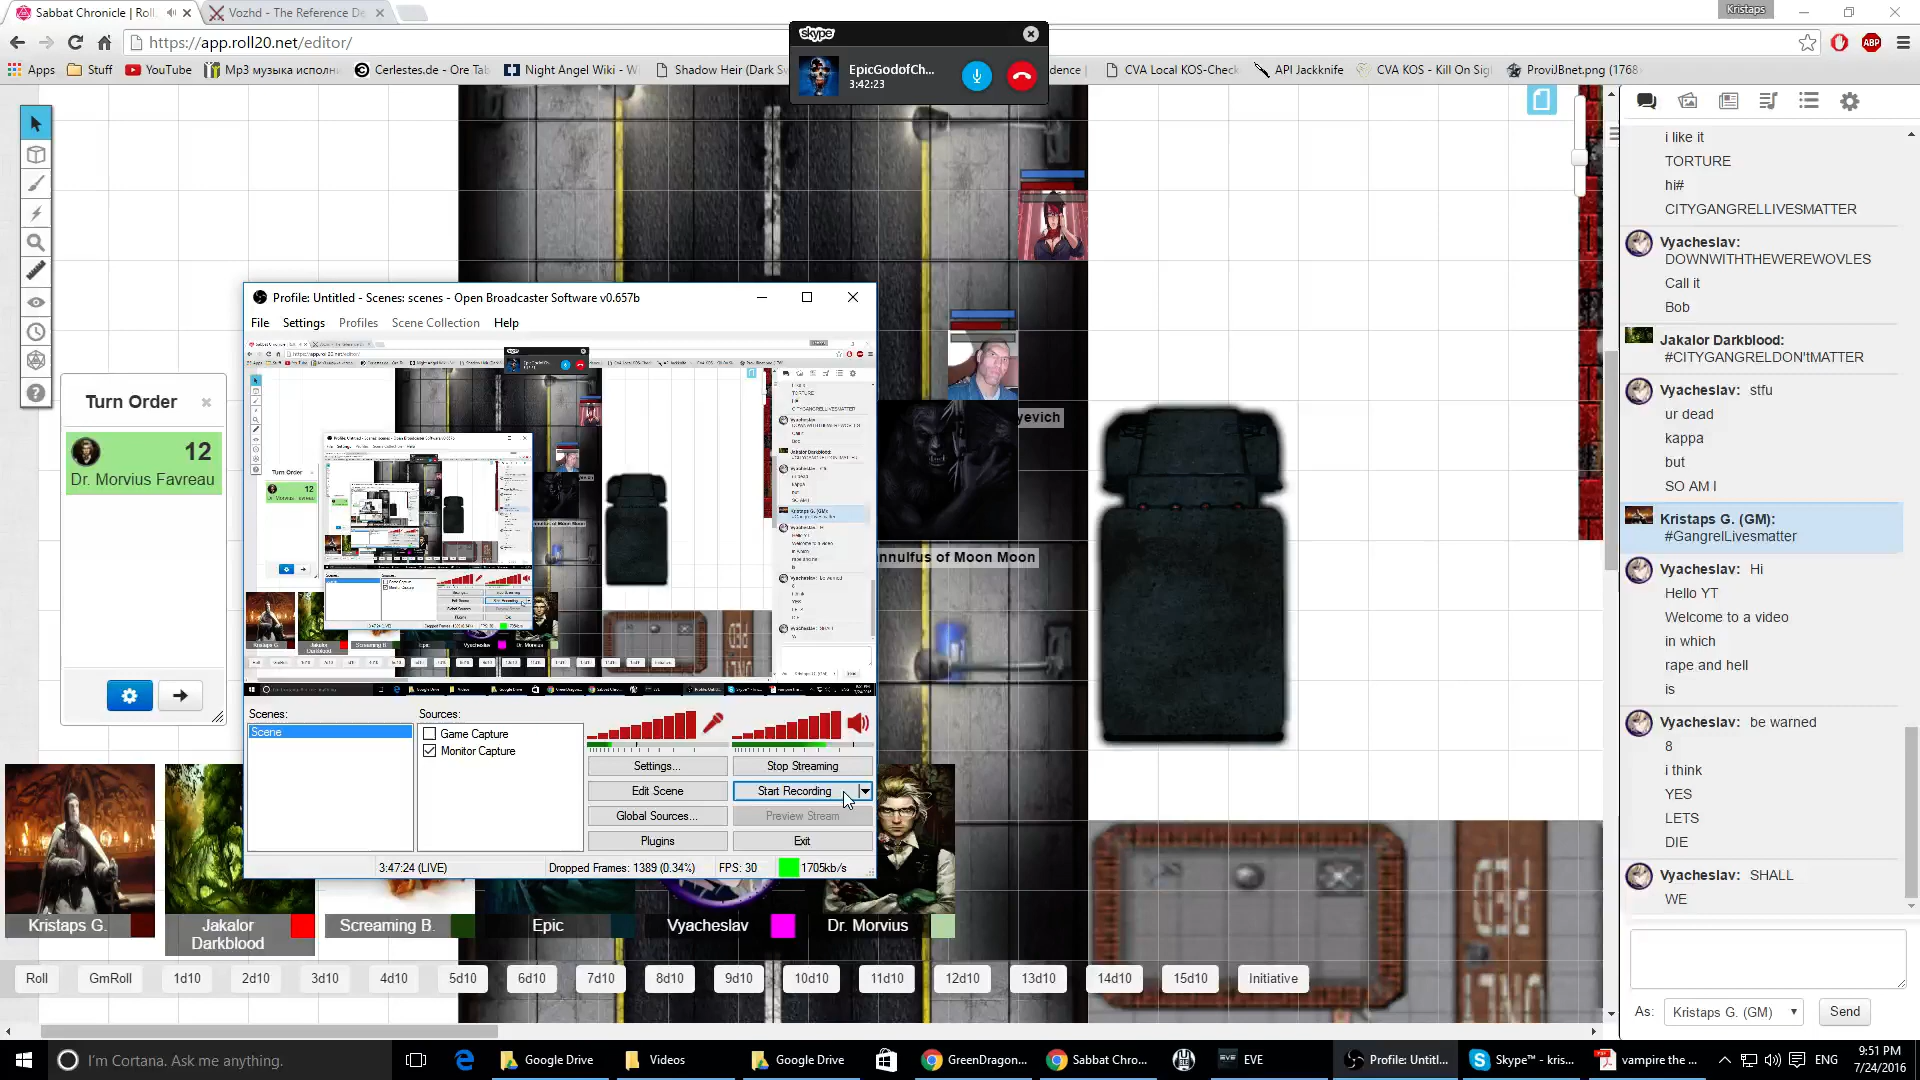 Sabbat Chronicle | Roll
Vozhd - The Reference De
Kristaps
https://app.roll20.net/editor/
Apps
Stuff
YouTube
Mp3 музыка исполни
Cerlestes.de - Ore Tab
Night Angel Wiki - W
Shadow Heir (Dark S
dence |
CVA Local KOS-Check
API Jackknife
CVA KOS - Kill On Sig
ProviJBnet.png (1768
skype
EpicGodofCh...
3:42:23
i like it
TORTURE
hi#
CITYGANGRELLIVESMATTER
Vyacheslav:
DOWNWITHTHEWEREWOVLES
Call it
Bob
Jakalor Darkblood:
#CITYGANGRELDON'tMATTER
Vyacheslav: stfu
ur dead
kappa
but
SO AM I
Kristaps G. (GM):
#GangrelLivesmatter
Vyacheslav: Hi
Hello YT
Welcome to a video
in which
rape and hell
is
Vyacheslav: be warned
8
i think
YES
LETS
DIE
Vyacheslav: SHALL
WE
As: Kristaps G. (GM)
Send
Turn Order
12
Dr. Morvius Favreau
Profile: Untitled - Scenes: scenes - Open Broadcaster Software v0.657b
File Settings Profiles Scene Collection Help
yevich
nnulfus of Moon Moon
Scenes:
Scene
Sources:
Game Capture
Monitor Capture
Settings...
Stop Streaming
Edit Scene
Start Recording
Global Sources...
Preview Stream
Plugins
Exit
3:47:24 (LIVE)
Dropped Frames: 1389 (0.34%)
FPS: 30
1705kb/s
Kristaps G.
Jakalor
Darkblood
Screaming B.
Epic
Vyacheslav
Dr. Morvius
Roll
GmRoll
1d10
2d10
3d10
4d10
5d10
6d10
7d10
8d10
9d10
10d10
11d10
12d10
13d10
14d10
15d10
Initiative
I'm Cortana. Ask me anything.
Google Drive
Videos
Google Drive
GreenDragon...
Sabbat Chro...
EVE
Profile: Untitl...
Skype™ - kris...
vampire the ...
ENG
9:51 PM
7/24/2016